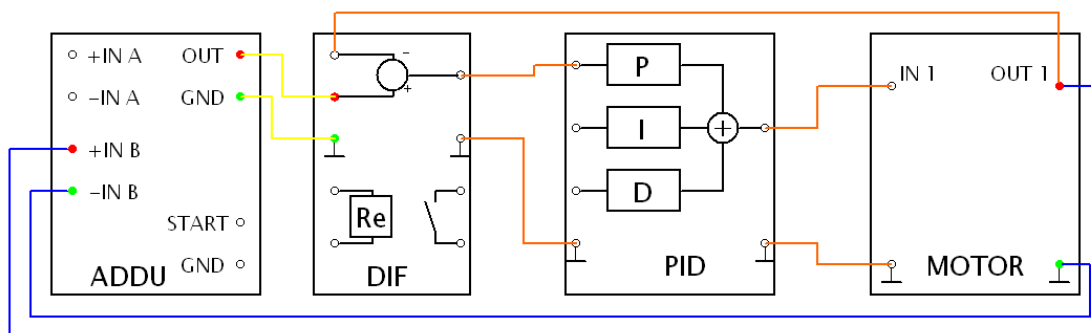 +IN A
OUT
−IN A
GND
+IN B
−IN B
START
GND
ADDU
-
+
Re
DIF
P
I
+
D
PID
IN 1
OUT 1
MOTOR